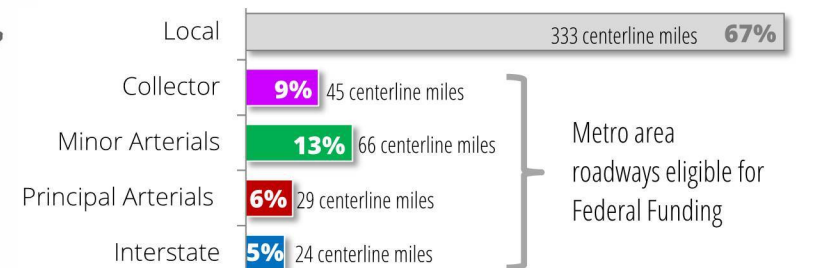 Local 333 centerline miles 67%
Collector 9% 45 centerline miles
Minor Arterials 13% 66 centerline miles
Principal Arterials 6% 29 centerline miles
Interstate 5% 24 centerline miles
Metro area
roadways eligible for
Federal Funding